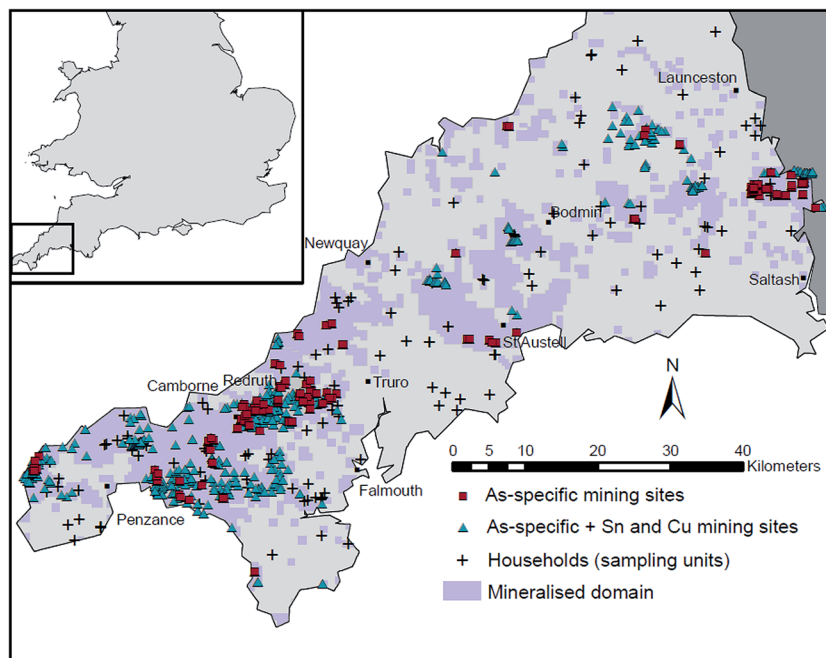 Launceston
Bodmin
Newquay
Saltash
St Austell
Camborne
Redruth
Truro
N
0 5 10 20 30 40
Kilometers
Falmouth
Penzance
As-specific mining sites
As-specific + Sn and Cu mining sites
Households (sampling units)
Mineralised domain